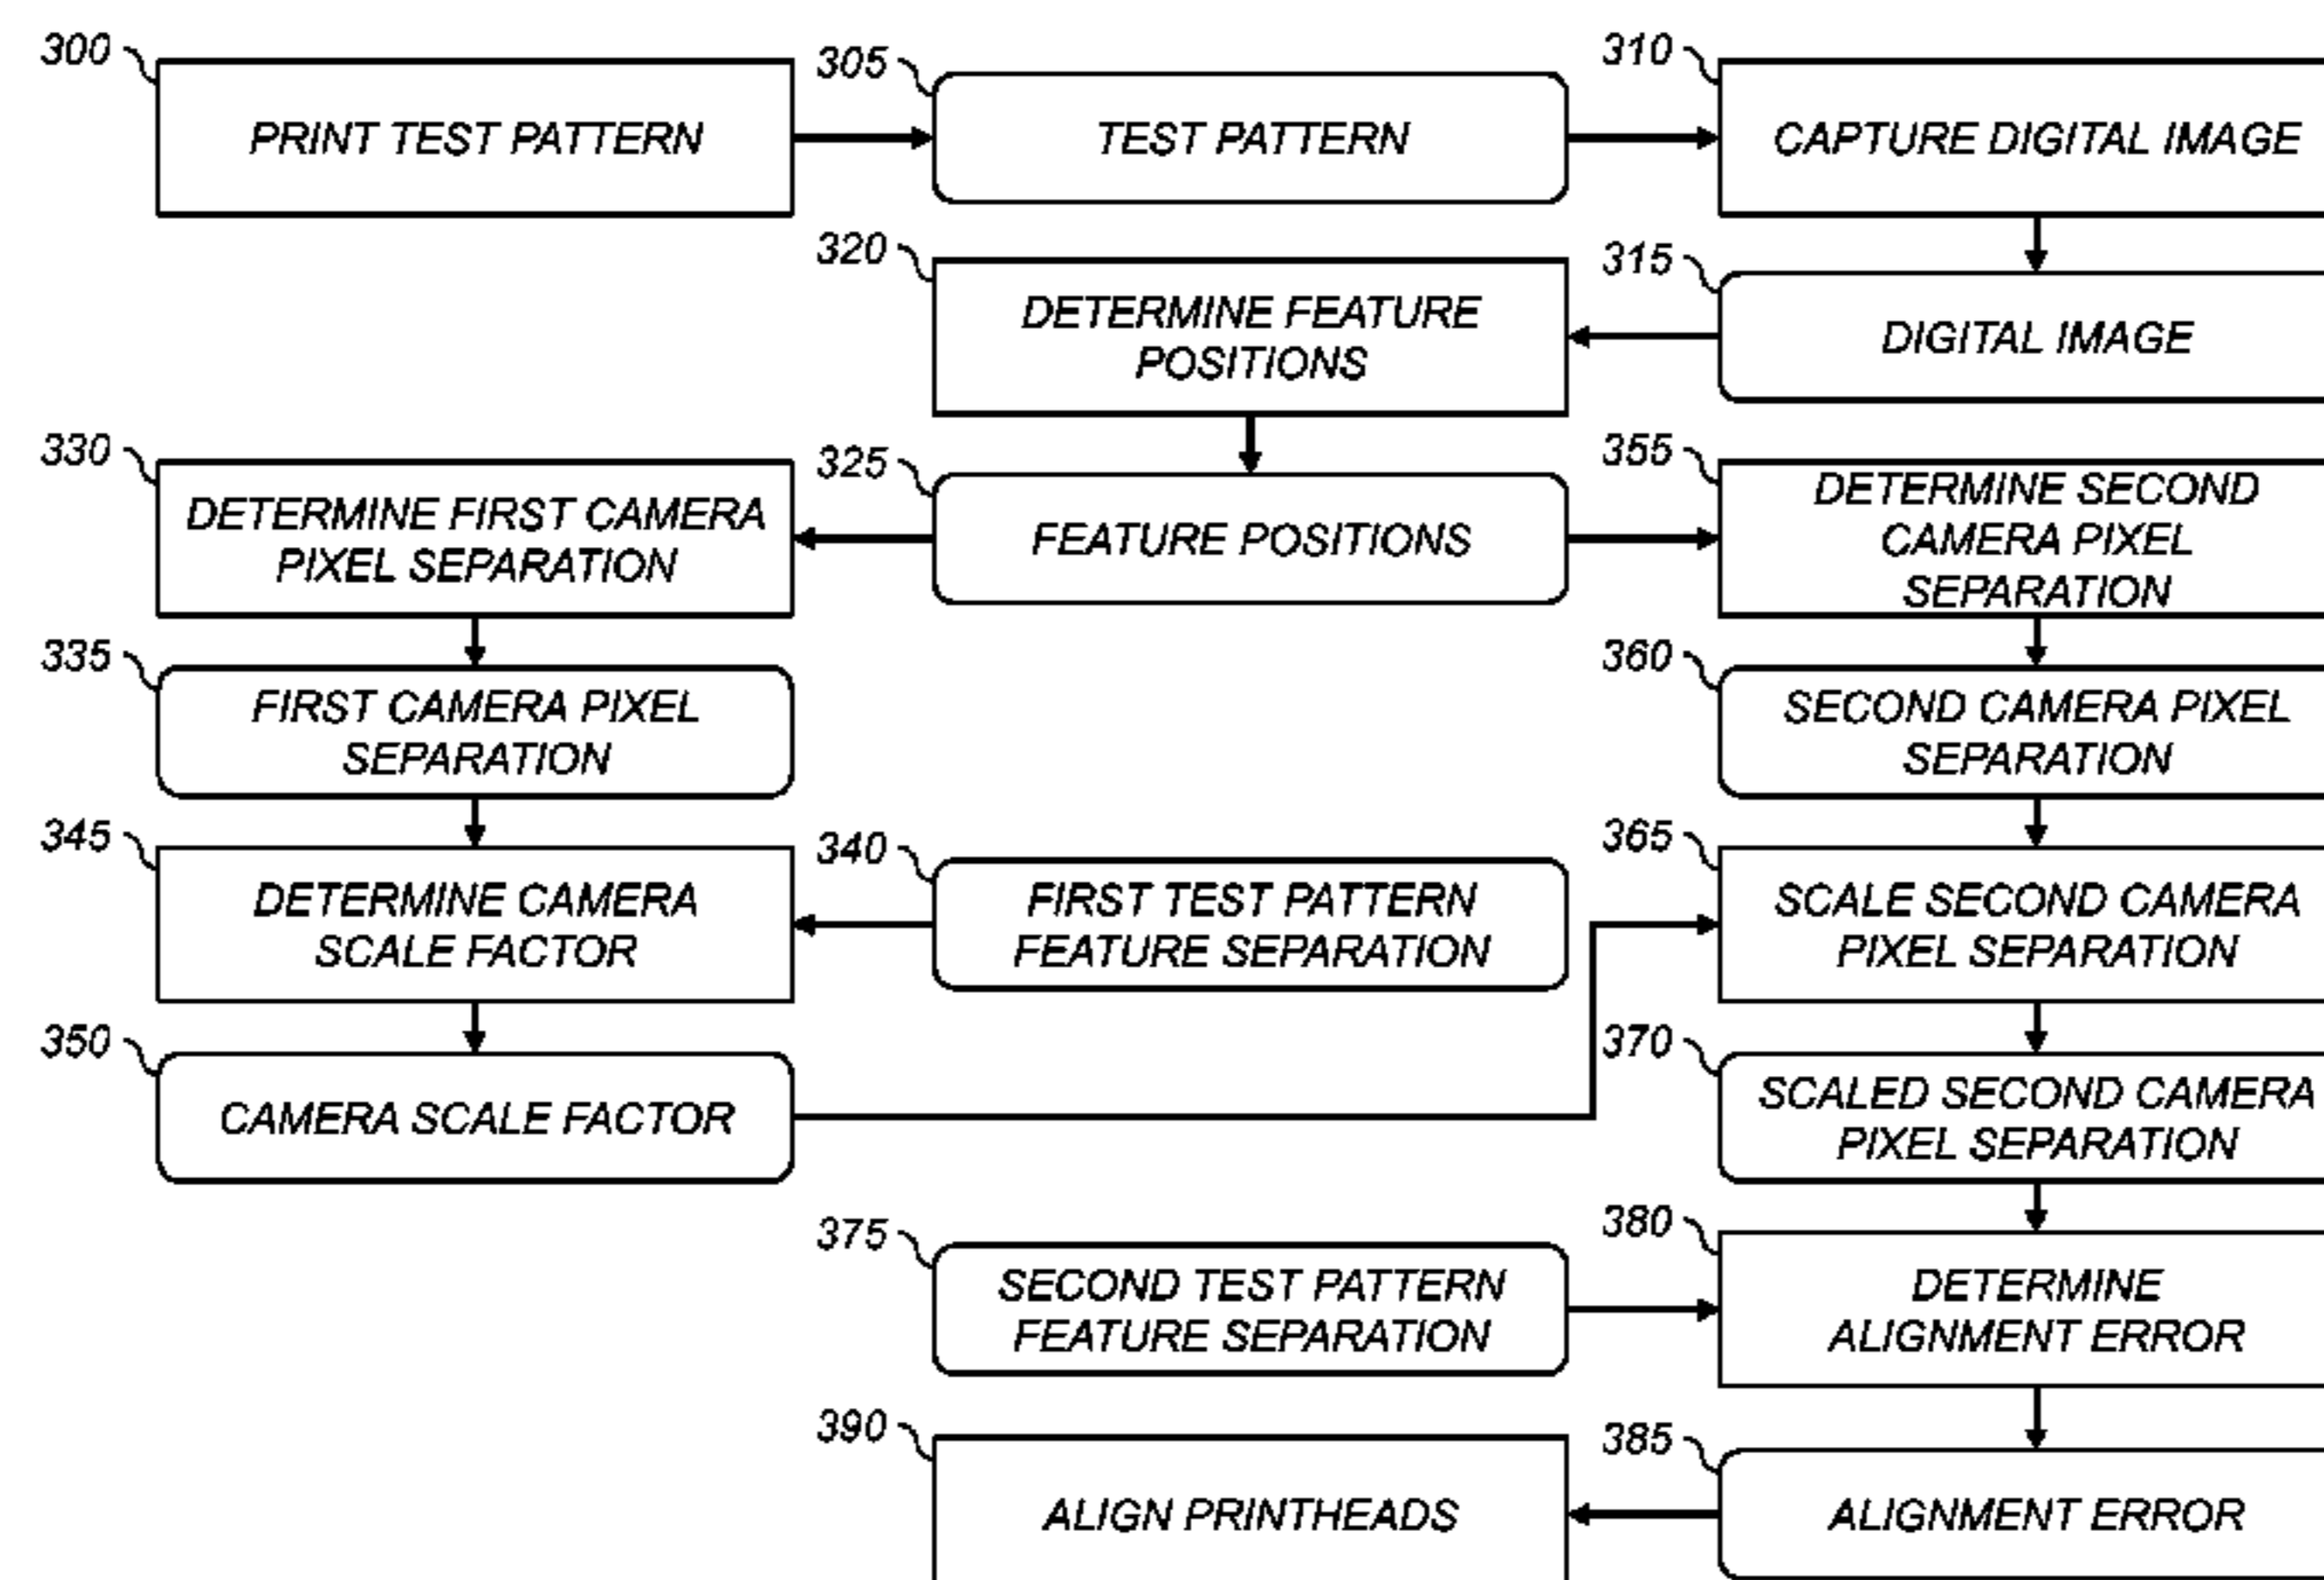 300
PRINT TEST PATTERN
305
TEST PATTERN
310
CAPTURE DIGITAL IMAGE
320
DETERMINE FEATURE
POSITIONS
315
DIGITAL IMAGE
330
DETERMINE FIRST CAMERA
PIXEL SEPARATION
325
FEATURE POSITIONS
355
DETERMINE SECOND
CAMERA PIXEL
SEPARATION
335
FIRST CAMERA PIXEL
SEPARATION
360
SECOND CAMERA PIXEL
SEPARATION
345
DETERMINE CAMERA
SCALE FACTOR
340
FIRST TEST PATTERN
FEATURE SEPARATION
365
SCALE SECOND CAMERA
PIXEL SEPARATION
350
CAMERA SCALE FACTOR
370
SCALED SECOND CAMERA
PIXEL SEPARATION
375
SECOND TEST PATTERN
FEATURE SEPARATION
380
DETERMINE
ALIGNMENT ERROR
390
ALIGN PRINTHEADS
385
ALIGNMENT ERROR